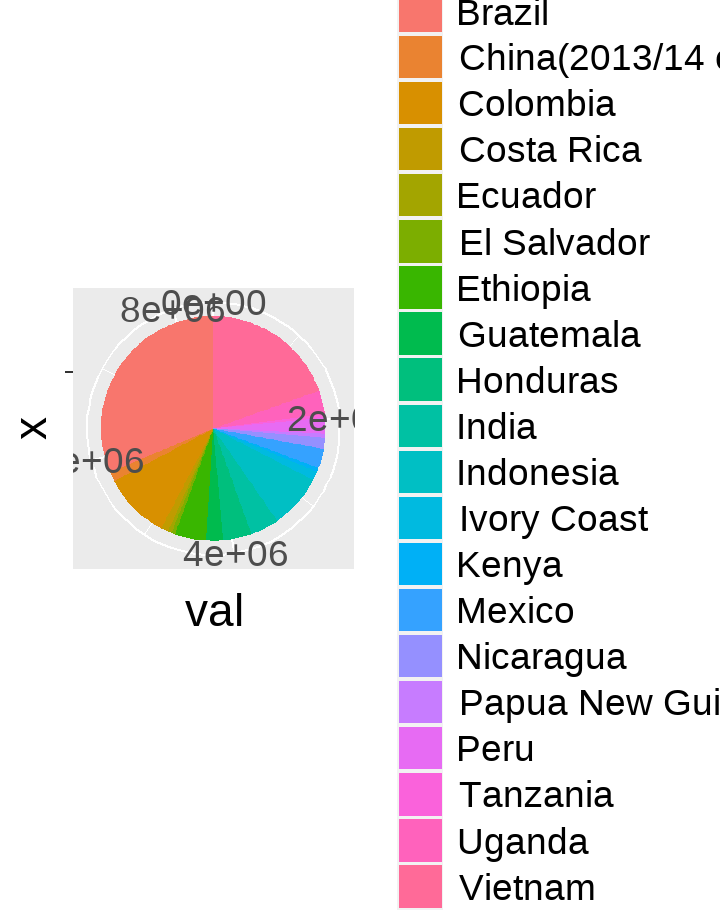 0e+00
8e+06
2e+
e+06
4e+06
x
val
Brazil
China(2013/14
Colombia
Costa Rica
Ecuador
El Salvador
Ethiopia
Guatemala
Honduras
India
Indonesia
Ivory Coast
Kenya
Mexico
Nicaragua
Papua New Gui
Peru
Tanzania
Uganda
Vietnam